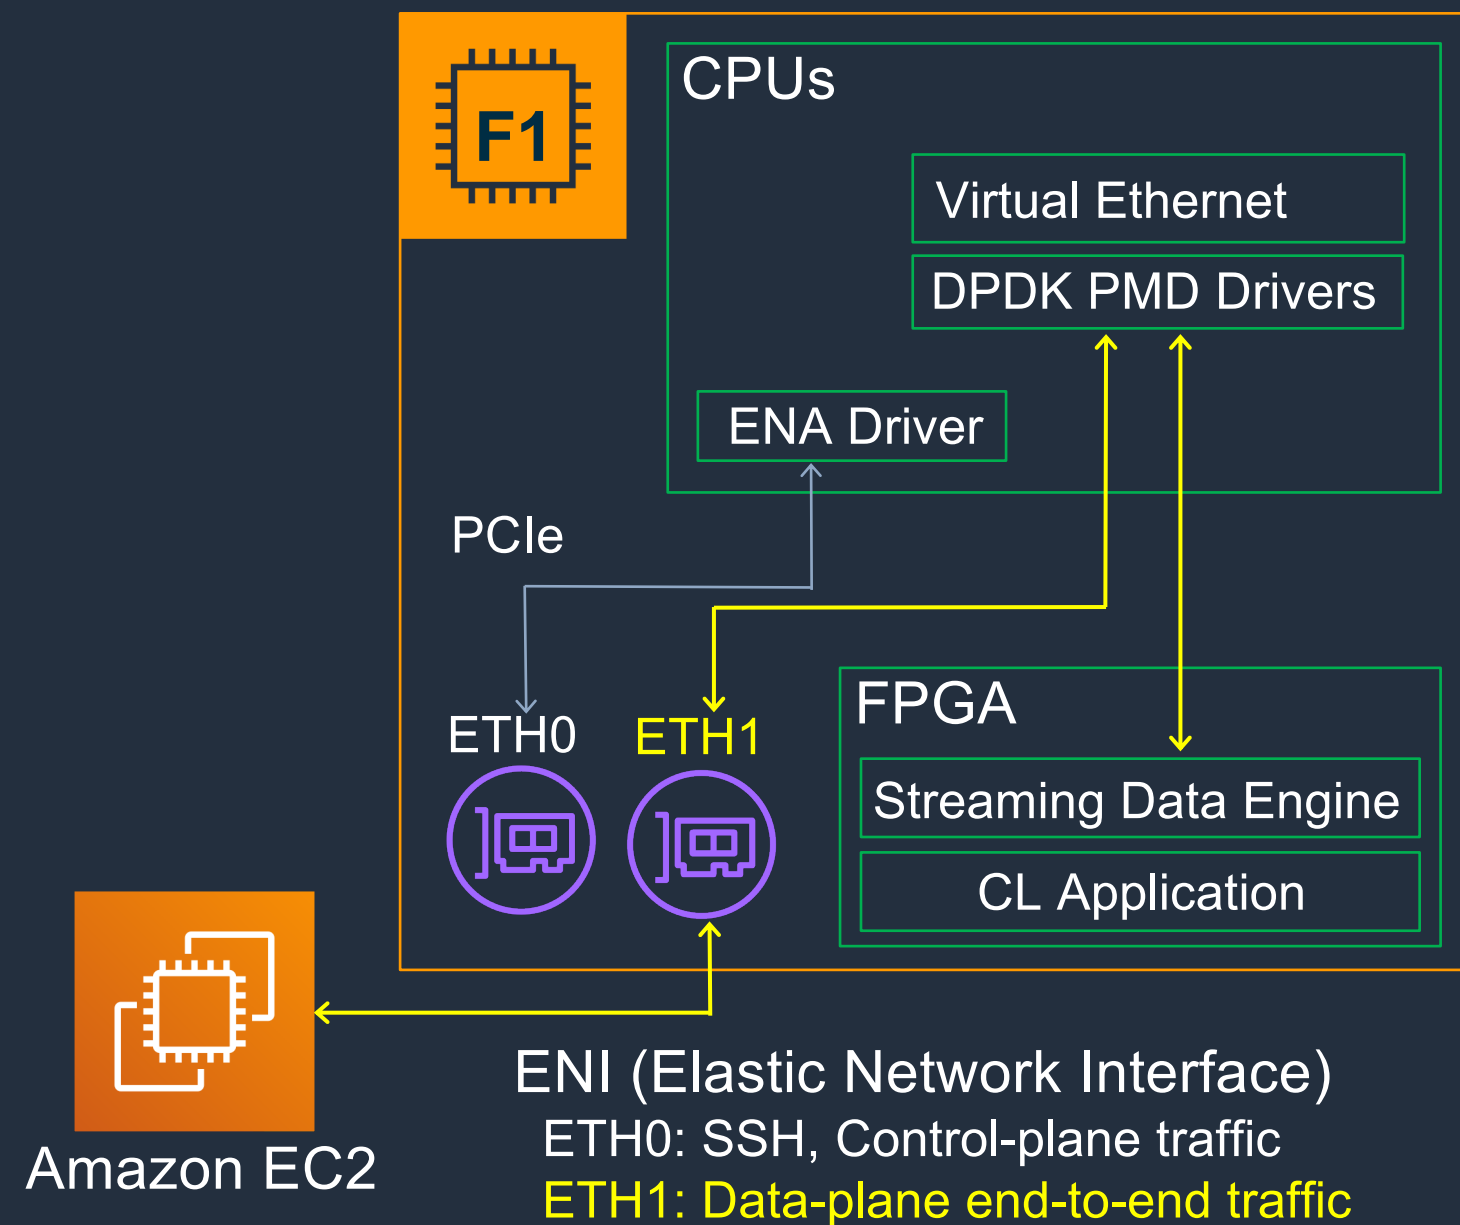 F1
CPUs
Virtual Ethernet
DPDK PMD Drivers
ENA Driver
PCIe
FPGA
ETH0
ETH1
Streaming Data Engine
CL Application
Amazon EC2
ENI (Elastic Network Interface)
ETH0: SSH, Control-plane traffic
ETH1: Data-plane end-to-end traffic